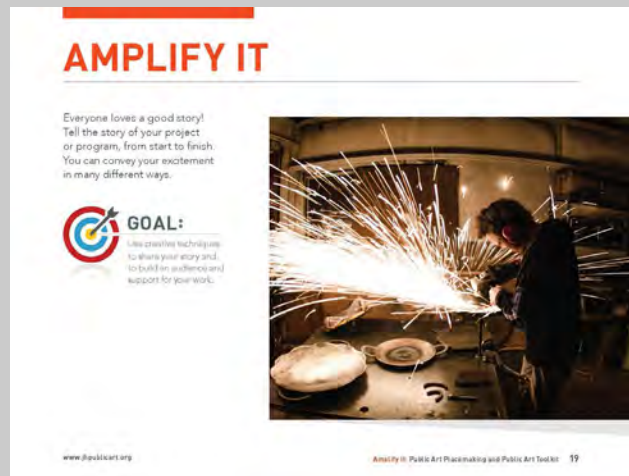 AMPLIFY IT
Everyone loves a good story!
Tell the story of your project
or program, from start to finish.
You can convey your excitement
in many different ways.
GOAL:
Use creative techniques
to share your story and
to build an audience and
support for your work.
www.jhpublicart.org
Amplify It: Public Art Placemaking and Public Art Toolkit 19